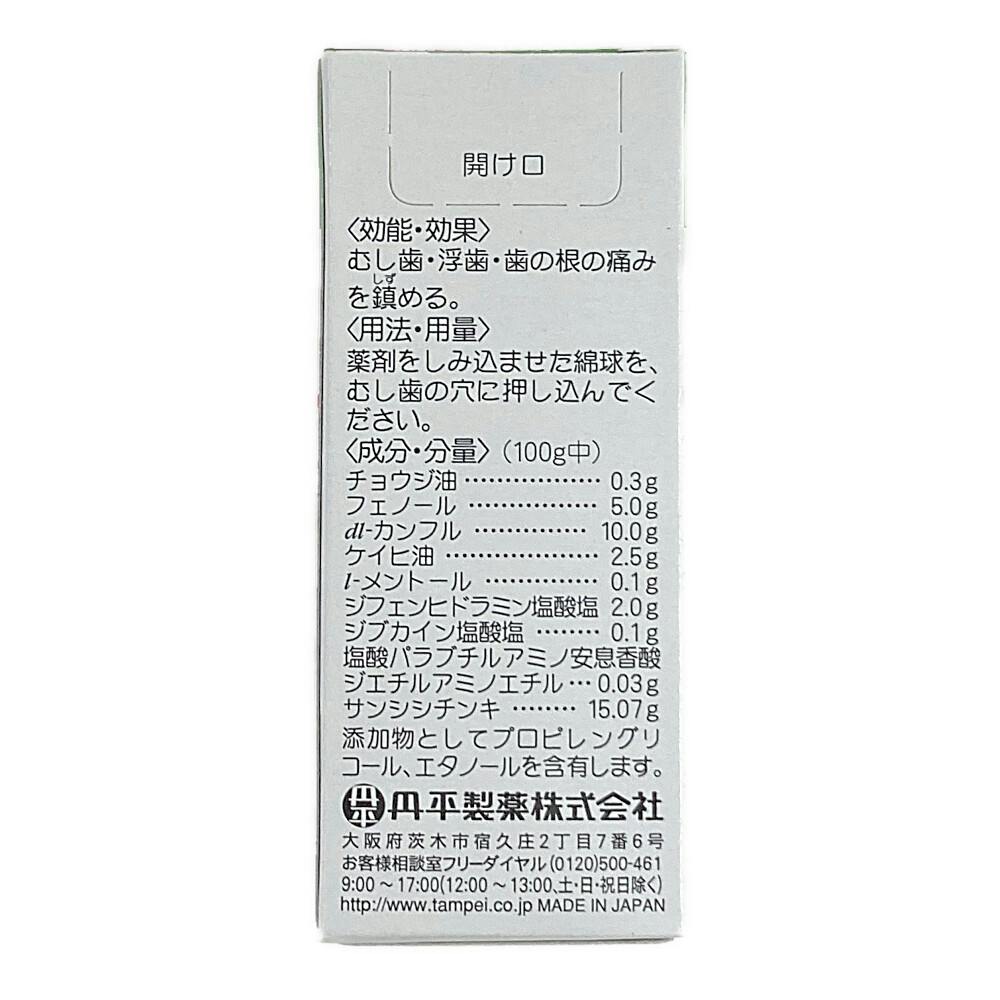 開け口
〈効能・効果〉
むし歯・浮歯・歯の根の痛み
しず
を鎮める。
〈用法・用量〉
薬剤をしみ込ませた綿球を、
むし歯の穴に押し込んでく
ださい。
〈成分・分量〉(100g中)
チョウジ油………………0.3g
フェノール………………5.0g
dl-カンフル……………10.0g
ケイヒ油…………………2.5g
l-メントール……………0.1g
ジフェンヒドラミン塩酸塩 2.0g
ジブカイン塩酸塩………0.1g
塩酸パラブチルアミノ安息香酸
ジエチルアミノエチル…0.03g
サンシシチンキ………15.07g
添加物としてプロピレングリ
コール、エタノールを含有します。
丹平製薬株式会社
大阪府茨木市宿久庄2丁目7番6号
お客様相談室フリーダイヤル(0120)500-461
9:00～17:00(12:00～13:00、土・日・祝日除く)
http://www.tampei.co.jp MADE IN JAPAN